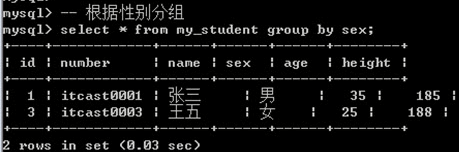 mysql> -- 根据性别分组
mysql> select * from my_student group by sex;
+----+------------+------+-----+-----+--------+
| id | number | name | sex | age | height |
+----+------------+------+-----+-----+--------+
| 1 | itcast0001 | 张三 | 男 | 35 | 185
| 3 | itcast0003 | 王五 | 女 | 25 | 188 |
+----+------------+------+-----+-----+--------+
2 rows in set (0.03 sec)